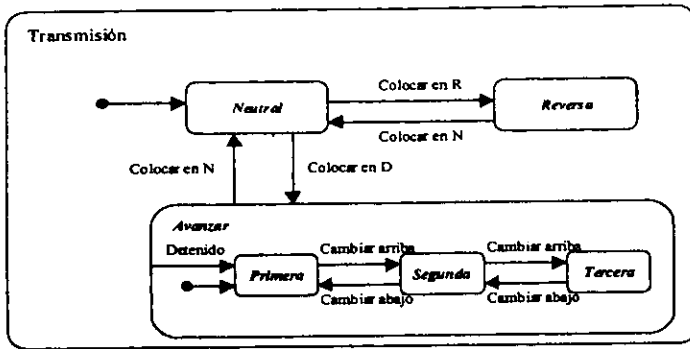 Transmisión
Colocar en R
Neutral
Reversa
Colocar en N
Colocar en N
Colocar en D
Avanzar
Detenido
Cambiar arriba
Cambiar arriba
Primera
Segunda
Tercera
Cambiar abajo
Cambiar abajo